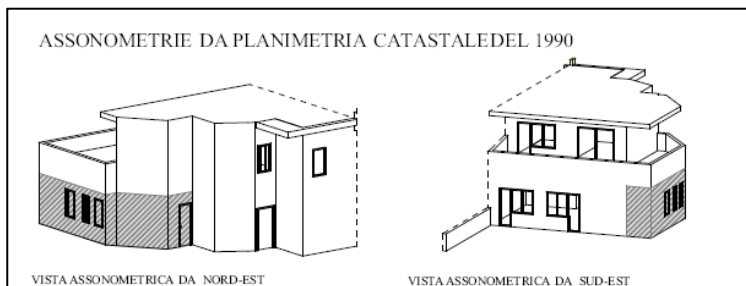 ASSONOMETRIE DA PLANIMETRIA CATASTALEDEL 1990
VISTA ASSONOMETRICA DA NORD-EST
VISTA ASSONOMETRICA DA SUD-EST